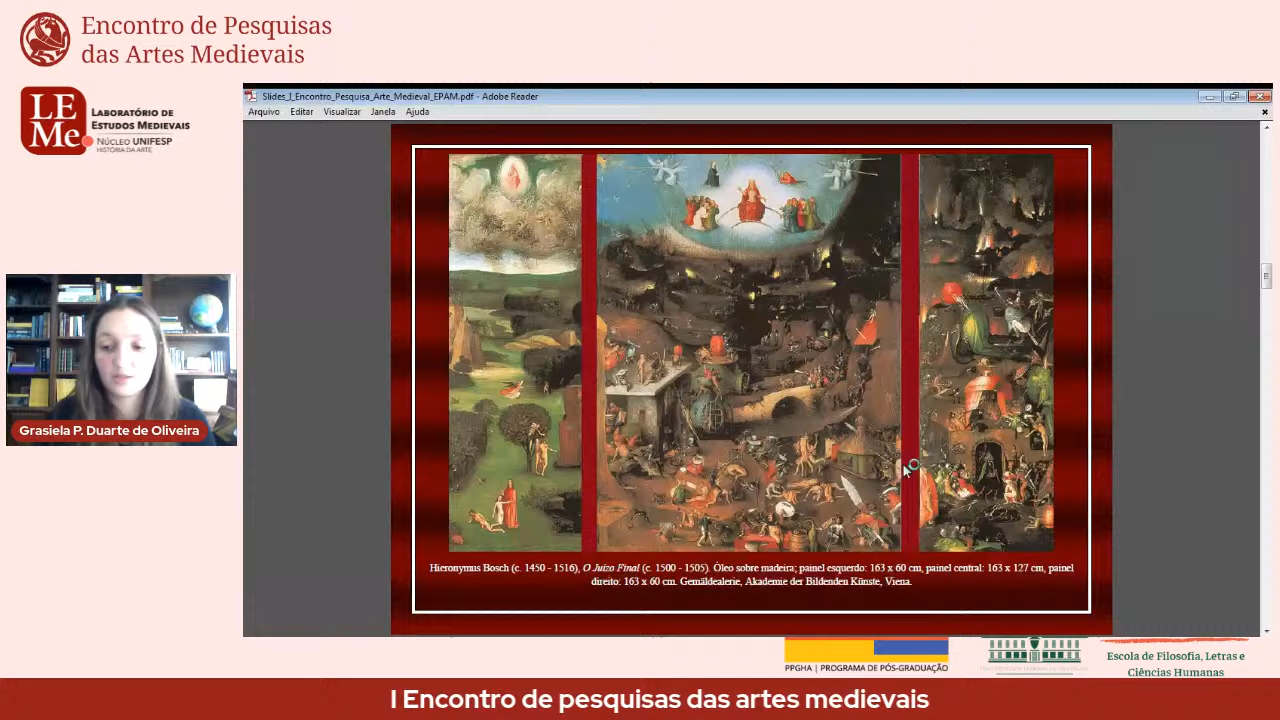 Encontro de Pesquisas
das Artes Medievais
LE
Me
LABORATÓRIO DE
ESTUDOS MEDIEVAIS
NÚCLEO UNIFESP
HISTÓRIA DA ARTE
Slides_I_Encontro_Pesquisa_Arte_Medieval_EPAM.pdf - Adobe Reader
Arquivo Editar Visualizar Janela Ajuda
Hieronymus Bosch (c. 1450 - 1516), O Juízo Final (c. 1500 - 1505). Óleo sobre madeira; painel esquerdo: 163 x 60 cm, painel central: 163 x 127 cm, painel
direito: 163 x 60 cm. Gemäldealerie, Akademie der Bildenden Künste, Viena.
Grasiela P. Duarte de Oliveira
PPGHA | PROGRAMA DE PÓS-GRADUAÇÃO
Escola de Filosofia, Letras e
Ciências Humanas
I Encontro de pesquisas das artes medievais